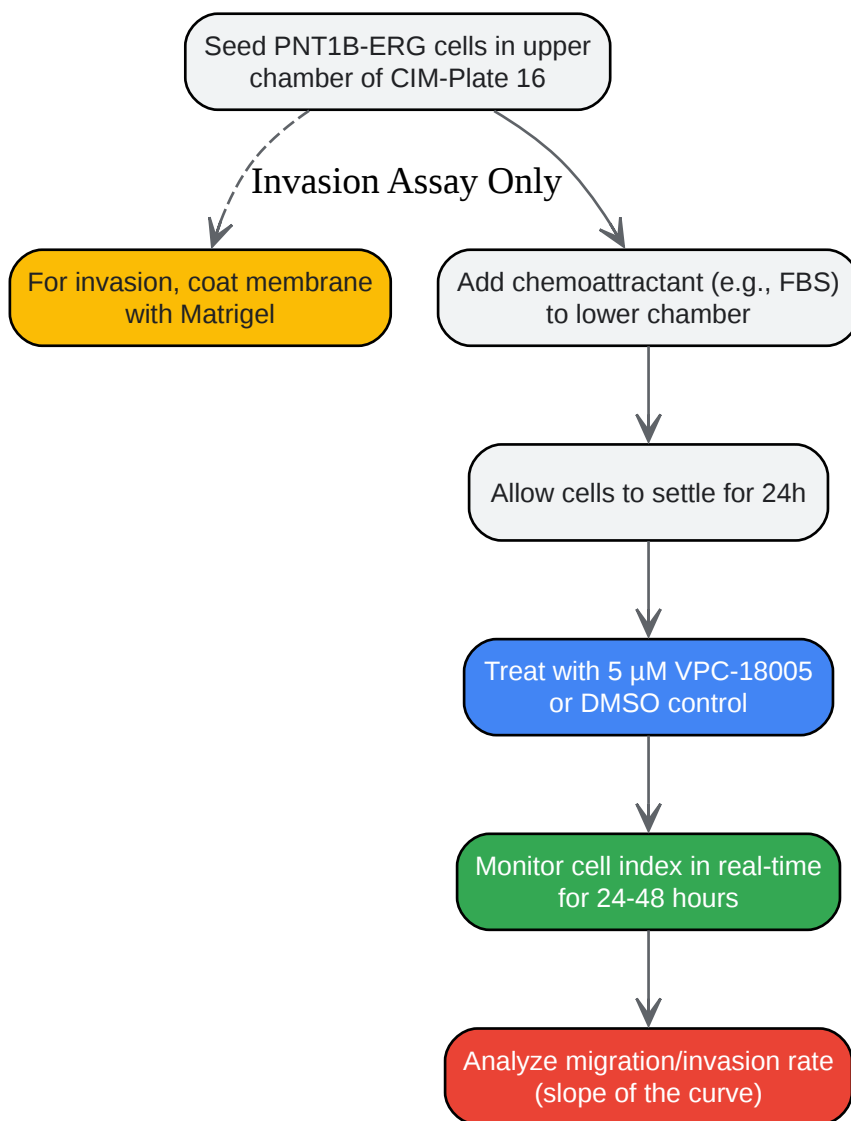 Seed PNT1B-ERG cells in upper
chamber of CIM-Plate 16
Invasion Assay Only
For invasion, coat membrane
with Matrigel
Add chemoattractant (e.g., FBS)
to lower chamber
Allow cells to settle for 24h
Treat with 5 µM VPC-18005
or DMSO control
Monitor cell index in real-time
for 24-48 hours
Analyze migration/invasion rate
(slope of the curve)